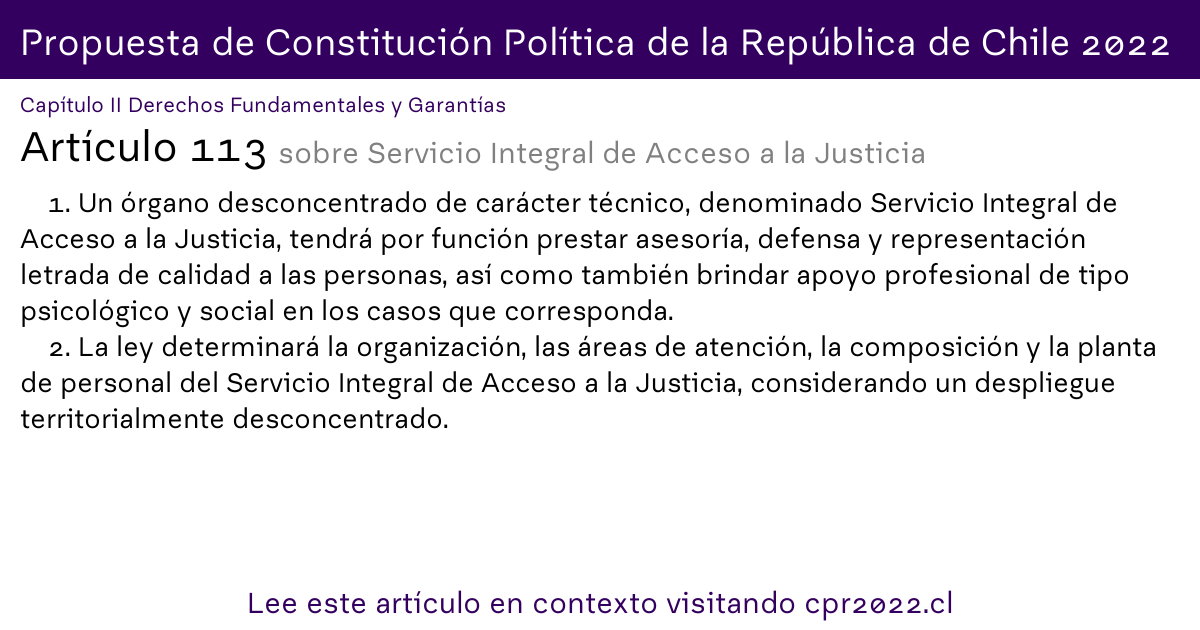 Propuesta de Constitución Política de la República de Chile 2022
Capítulo II Derechos Fundamentales y Garantías
Artículo 113 sobre Servicio Integral de Acceso a la Justicia
1. Un órgano desconcentrado de carácter técnico, denominado Servicio Integral de
Acceso a la Justicia, tendrá por función prestar asesoría, defensa y representación
letrada de calidad a las personas, así como también brindar apoyo profesional de tipo
psicológico y social en los casos que corresponda.
2. La ley determinará la organización, las áreas de atención, la composición y la planta
de personal del Servicio Integral de Acceso a la Justicia, considerando un despliegue
territorialmente desconcentrado.
Lee este artículo en contexto visitando cpr2022.cl